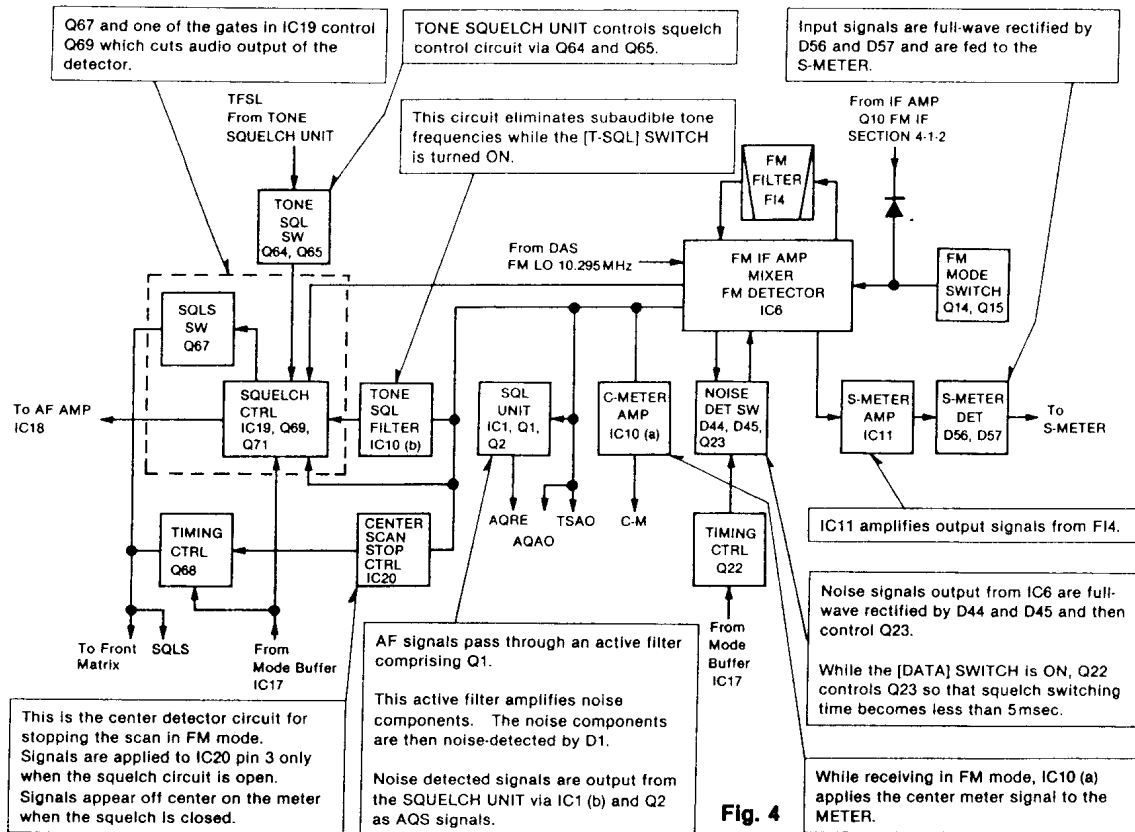 Q67 and one of the gates in IC19 control
Q69 which cuts audio output of the
detector.
TONE SQUELCH UNIT controls squelch
control circuit via Q64 and Q65.
Input signals are full-wave rectified by
D56 and D57 and are fed to the
S-METER.
TFSL
From TONE
SQUELCH UNIT
This circuit eliminates subaudible tone
frequencies while the [T-SQL] SWITCH
is turned ON.
From IF AMP
Q10 FM IF
SECTION 4-1-2
TONE
SQL
SW
Q64, Q65
FM
FILTER
FI4
From DAS
FM LO 10.295MHz
FM IF AMP
MIXER
FM DETECTOR
IC6
FM
MODE
SWITCH
Q14, Q15
SQLS
SW
Q67
To AF AMP
IC18
SQUELCH
CTRL
IC19, Q69,
Q71
TONE
SQL
FILTER
IC10 (b)
SQL
UNIT
IC1, Q1,
Q2
C-METER
AMP
IC10 (a)
NOISE
DET SW
D44, D45,
Q23
S-METER
AMP
IC11
S-METER
DET
D56, D57
To
S-METER
AQRE
TSAO
AQAO
C-M
TIMING
CTRL
Q68
CENTER
SCAN
STOP
CTRL
IC20
TIMING
CTRL
Q22
IC11 amplifies output signals from FI4.
To Front
Matrix
SQLS
From
Mode Buffer
IC17
From
Mode
Buffer
IC17
Noise signals output from IC6 are full-
wave rectified by D44 and D45 and then
control Q23.
While the [DATA] SWITCH is ON, Q22
controls Q23 so that squelch switching
time becomes less than 5msec.
AF signals pass through an active filter
comprising Q1.
This active filter amplifies noise
components. The noise components
are then noise-detected by D1.
Noise detected signals are output from
the SQUELCH UNIT via IC1 (b) and Q2
as AQS signals.
This is the center detector circuit for
stopping the scan in FM mode.
Signals are applied to IC20 pin 3 only
when the squelch circuit is open.
Signals appear off center on the meter
when the squelch is closed.
Fig. 4
While receiving in FM mode, IC10 (a)
applies the center meter signal to the
METER.